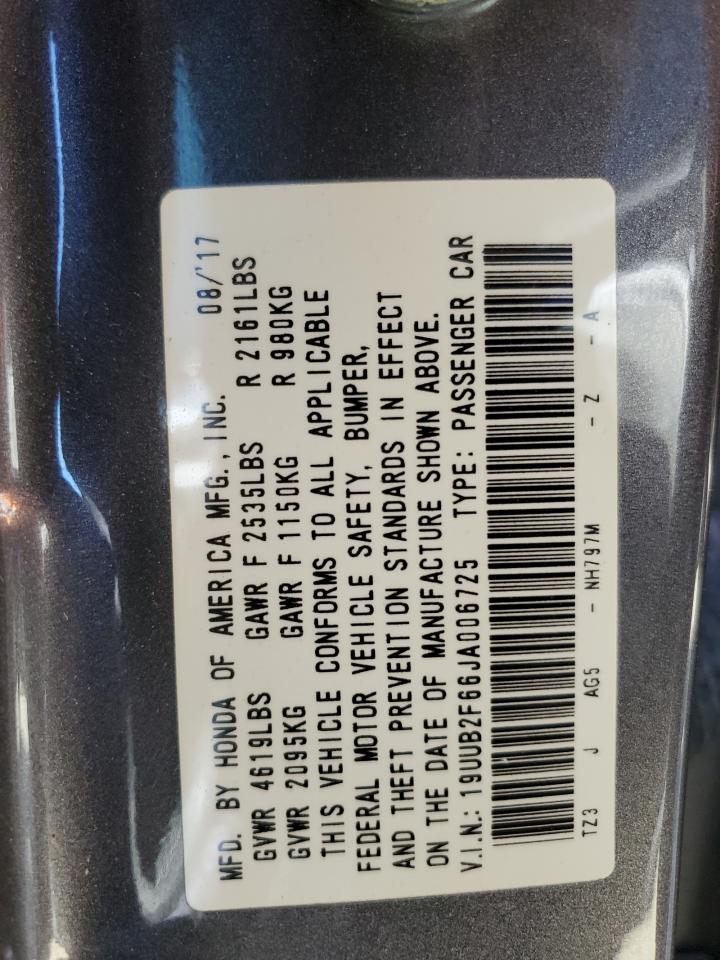 MFD. BY HONDA OF AMERICA MFG., INC. 08/'17
GVWR 4619LBS GAWR F 2535LBS R 2161LBS
GVWR 2095KG GAWR F 1150KG R 980KG
THIS VEHICLE CONFORMS TO ALL APPLICABLE
FEDERAL MOTOR VEHICLE SAFETY, BUMPER,
AND THEFT PREVENTION STANDARDS IN EFFECT
ON THE DATE OF MANUFACTURE SHOWN ABOVE.
V.I.N.: 19UUB2F66JA006725 TYPE: PASSENGER CAR
TZ3 J AG5 - NH797M - Z - A